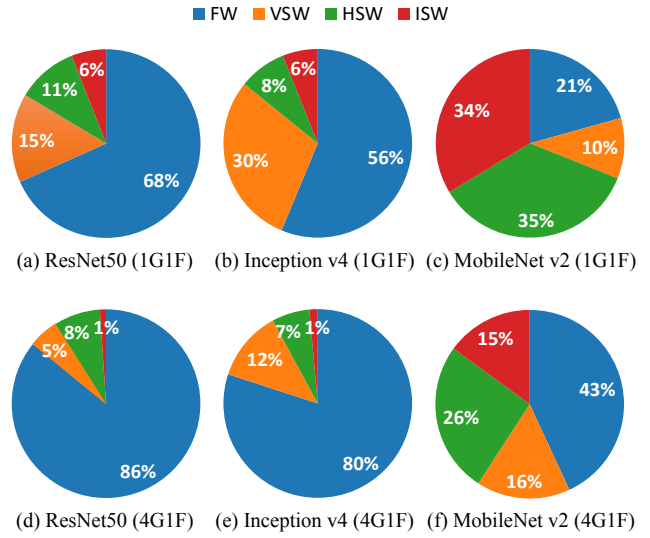 FW VSW HSW ISW
6% 11% 15% 68%
6% 8% 30% 56%
21% 34% 10% 35%
(a) ResNet50 (1G1F) (b) Inception v4 (1G1F) (c) MobileNet v2 (1G1F)
1% 8% 5% 86%
1% 7% 12% 80%
15% 43% 26% 16%
(d) ResNet50 (4G1F) (e) Inception v4 (4G1F) (f) MobileNet v2 (4G1F)